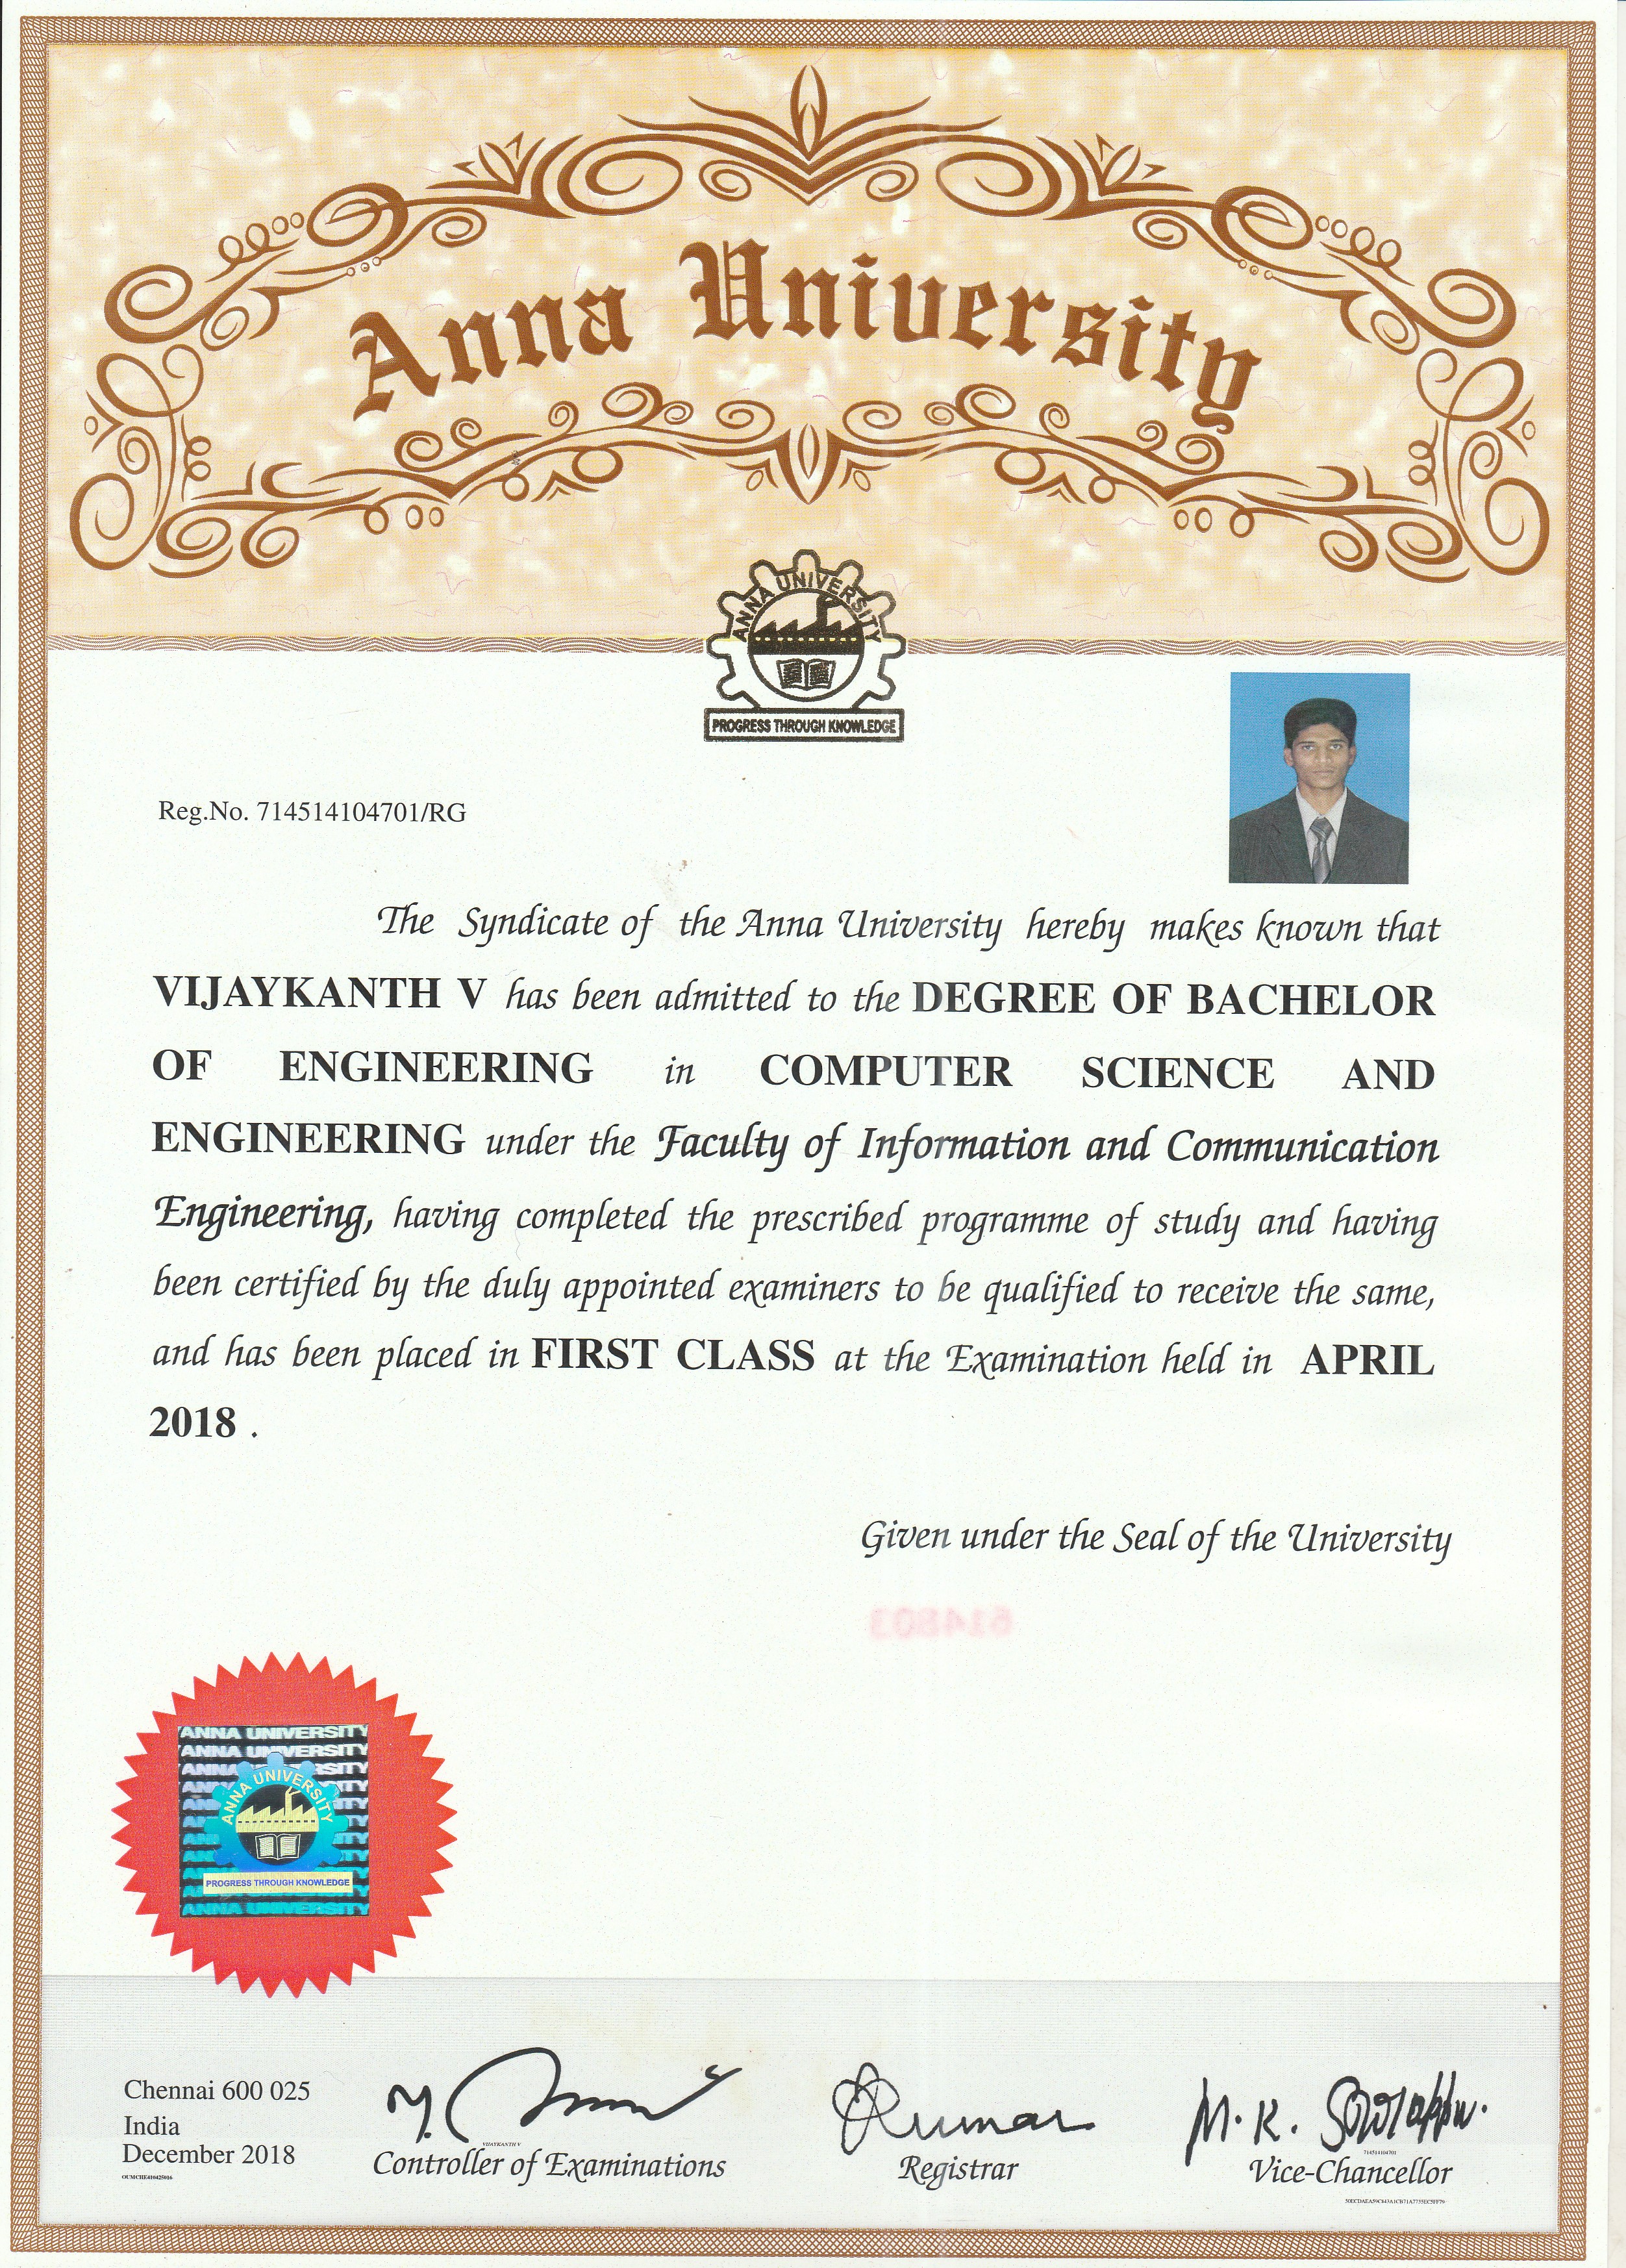 Anna University
ANNA UNIVERSITY
PROGRESS THROUGH KNOWLEDGE
Reg.No. 714514104701/RG
The Syndicate of the Anna University hereby makes known that
VIJAYKANTH V has been admitted to the DEGREE OF BACHELOR
OF ENGINEERING in COMPUTER SCIENCE AND
ENGINEERING under the Faculty of Information and Communication
Engineering, having completed the prescribed programme of study and having
been certified by the duly appointed examiners to be qualified to receive the same,
and has been placed in FIRST CLASS at the Examination held in APRIL
2018 .
Given under the Seal of the University
ANNA UNIVERSITY
PROGRESS THROUGH KNOWLEDGE
Chennai 600 025
India
December 2018
Controller of Examinations
Registrar
Vice-Chancellor